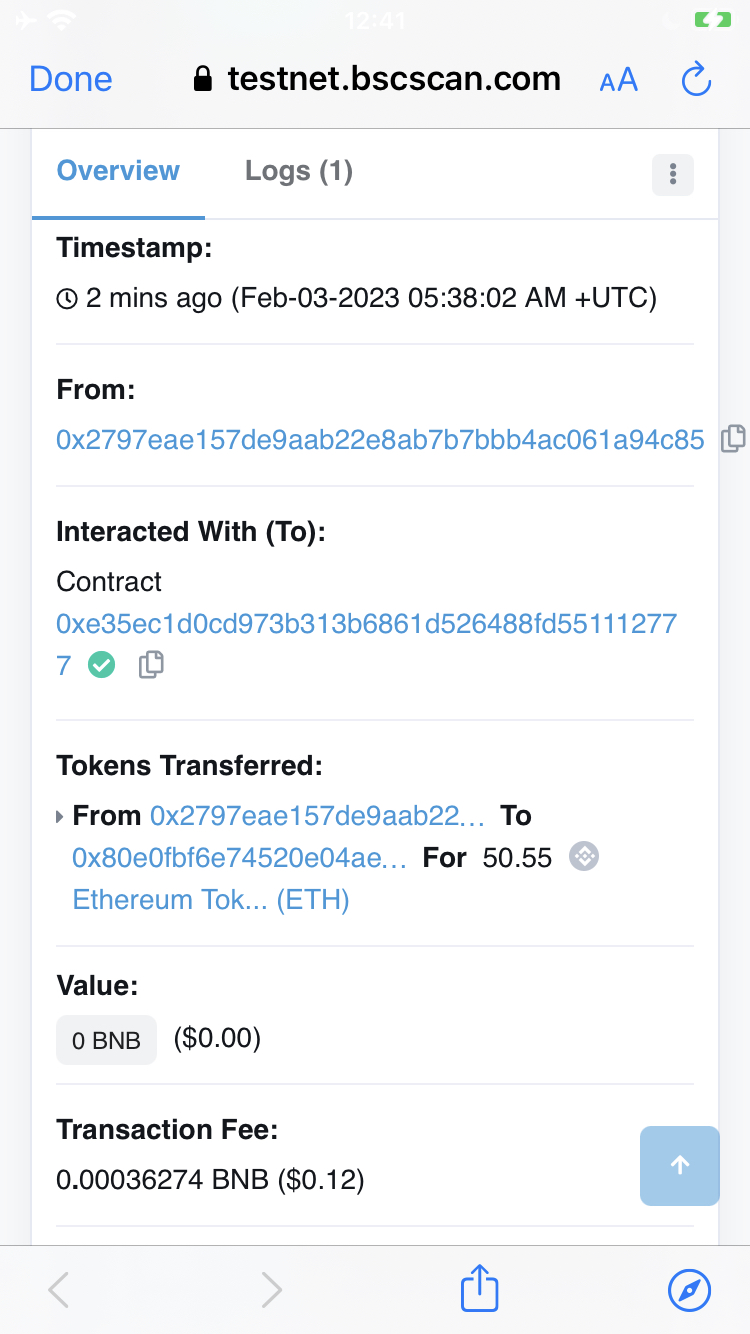 12:41
Done testnet.bscscan.com AA
Overview Logs (1)
Timestamp:
2 mins ago (Feb-03-2023 05:38:02 AM +UTC)
From:
0x2797eae157de9aab22e8ab7b7bbb4ac061a94c85
Interacted With (To):
Contract
0xe35ec1d0cd973b313b6861d526488fd55111277
7
Tokens Transferred:
From 0x2797eae157de9aab22... To
0x80e0fbf6e74520e04ae... For 50.55
Ethereum Tok... (ETH)
Value:
0 BNB ($0.00)
Transaction Fee:
0.00036274 BNB ($0.12)